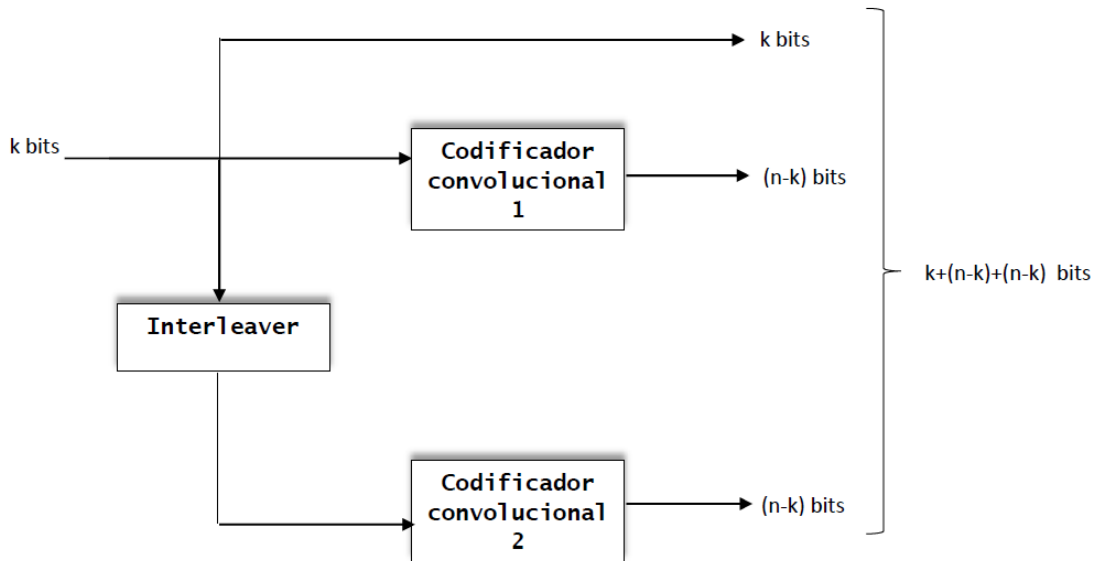 k bits
k bits
Codificador
convolucional
1
(n-k) bits
k+(n-k)+(n-k) bits
Interleaver
Codificador
convolucional
2
(n-k) bits